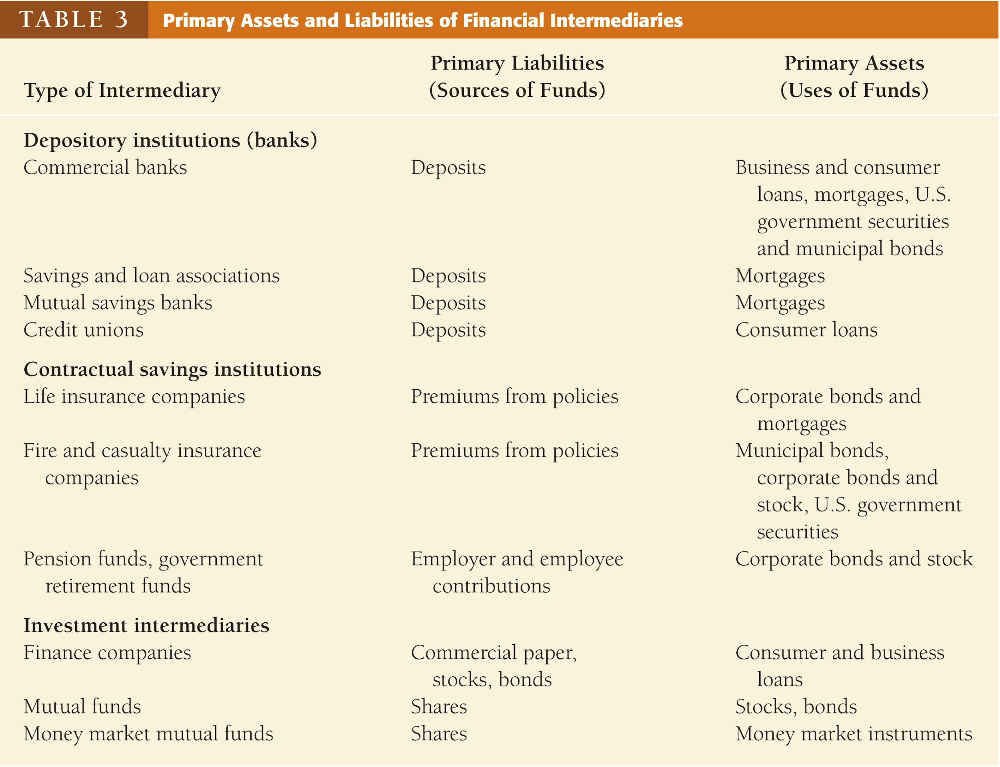 TABLE 3 Primary Assets and Liabilities of Financial Intermediaries
Type of Intermediary
Primary Liabilities
(Sources of Funds)
Primary Assets
(Uses of Funds)
Depository institutions (banks)
Commercial banks
Deposits
Business and consumer
loans, mortgages, U.S.
government securities
and municipal bonds
Savings and loan associations
Deposits
Mortgages
Mutual savings banks
Deposits
Mortgages
Credit unions
Deposits
Consumer loans
Contractual savings institutions
Life insurance companies
Premiums from policies
Corporate bonds and
mortgages
Fire and casualty insurance
companies
Premiums from policies
Municipal bonds,
corporate bonds and
stock, U.S. government
securities
Pension funds, government
retirement funds
Employer and employee
contributions
Corporate bonds and stock
Investment intermediaries
Finance companies
Commercial paper,
stocks, bonds
Consumer and business
loans
Mutual funds
Shares
Stocks, bonds
Money market mutual funds
Shares
Money market instruments